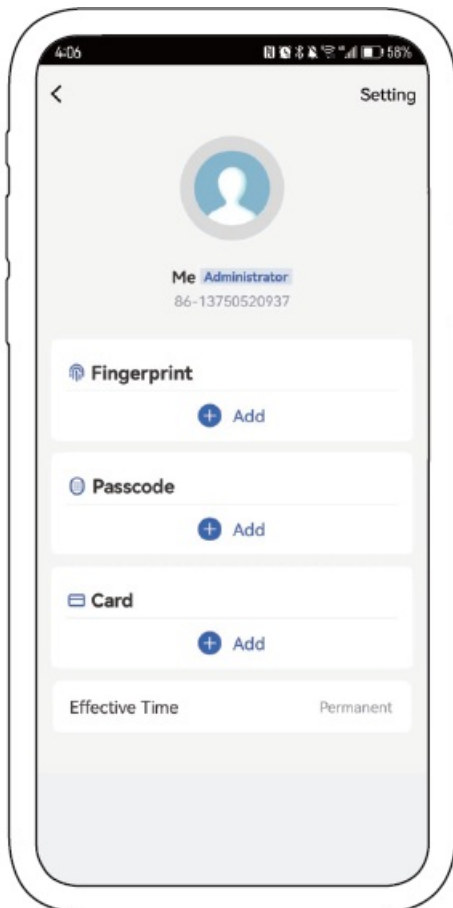 4:06 58%
Setting
Me Administrator
86-13750520937
Fingerprint
Add
Passcode
Add
Card
Add
Effective Time Permanent